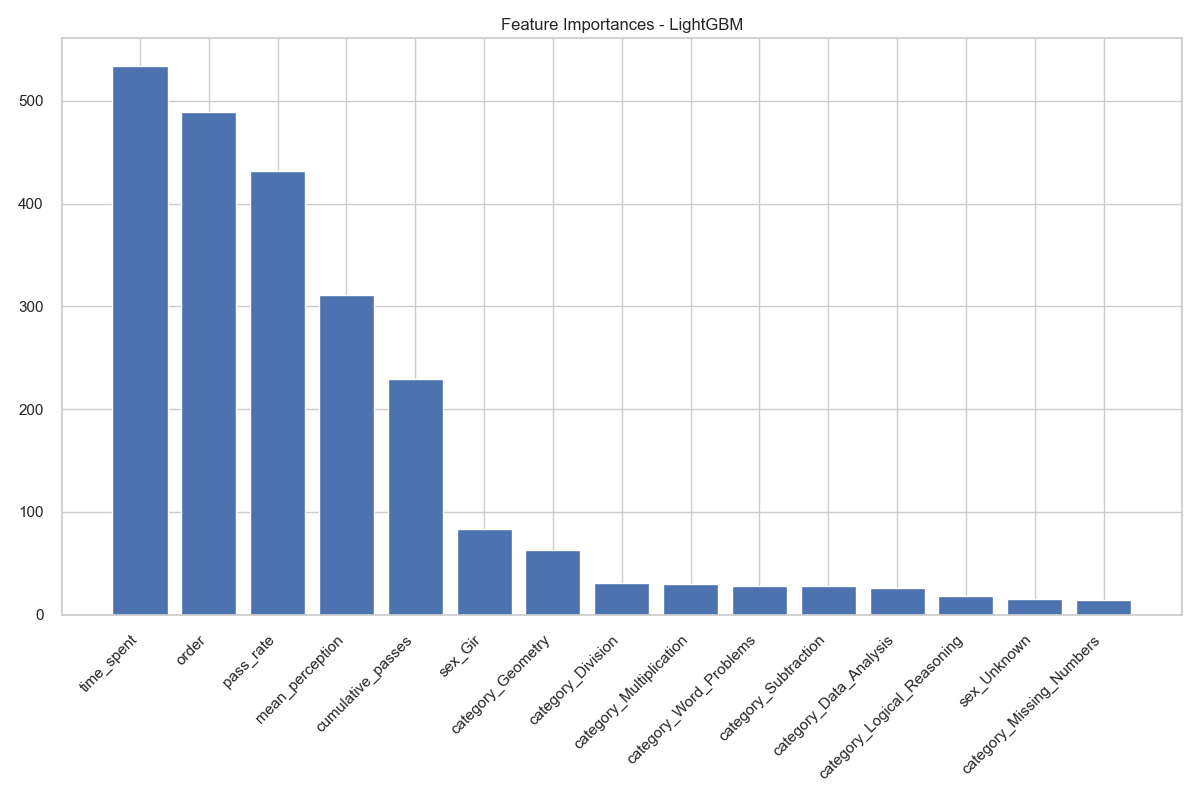 Feature Importances - LightGBM
500
400
300
200
100
0
time_spent
order
pass_rate
mean_perception
cumulative_passes
sex_Gir
category_Geometry
category_Division
category_Multiplication
category_Word_Problems
category_Subtraction
category_Data_Analysis
category_Logical_Reasoning
sex_Unknown
category_Missing_Numbers